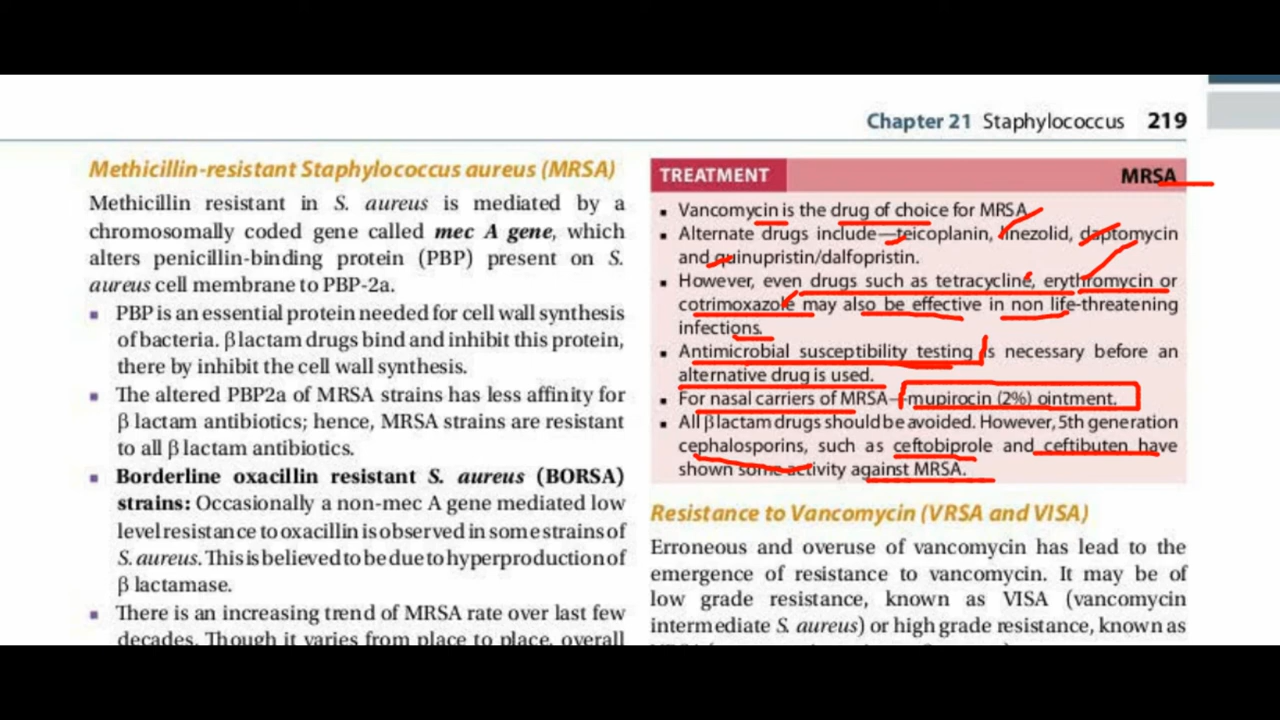 Chapter 21 Staphylococcus 219
Methicillin-resistant Staphylococcus aureus (MRSA)
Methicillin resistant in S. aureus is mediated by a
chromosomally coded gene called mec A gene, which
alters penicillin-binding protein (PBP) present on S.
aureus cell membrane to PBP-2a.
▪ PBP is an essential protein needed for cell wall synthesis
of bacteria. β lactam drugs bind and inhibit this protein,
there by inhibit the cell wall synthesis.
▪ The altered PBP2a of MRSA strains has less affinity for
β lactam antibiotics; hence, MRSA strains are resistant
to all β lactam antibiotics.
▪ Borderline oxacillin resistant S. aureus (BORSA)
strains: Occasionally a non-mec A gene mediated low
level resistance to oxacillin is observed in some strains of
S. aureus. This is believed to be due to hyperproduction of
β lactamase.
▪ There is an increasing trend of MRSA rate over last few
decades. Though it varies from place to place, overall
TREATMENT MRSA
▪ Vancomycin is the drug of choice for MRSA
▪ Alternate drugs include—teicoplanin, linezolid, daptomycin
and quinupristin/dalfopristin.
▪ However, even drugs such as tetracycline, erythromycin or
cotrimoxazole may also be effective in non life-threatening
infections.
▪ Antimicrobial susceptibility testing is necessary before an
alternative drug is used.
▪ For nasal carriers of MRSA—mupirocin (2%) ointment.
▪ All β lactam drugs should be avoided. However, 5th generation
cephalosporins, such as ceftobiprole and ceftibuten have
shown some activity against MRSA.
Resistance to Vancomycin (VRSA and VISA)
Erroneous and overuse of vancomycin has lead to the
emergence of resistance to vancomycin. It may be of
low grade resistance, known as VISA (vancomycin
intermediate S. aureus) or high grade resistance, known as